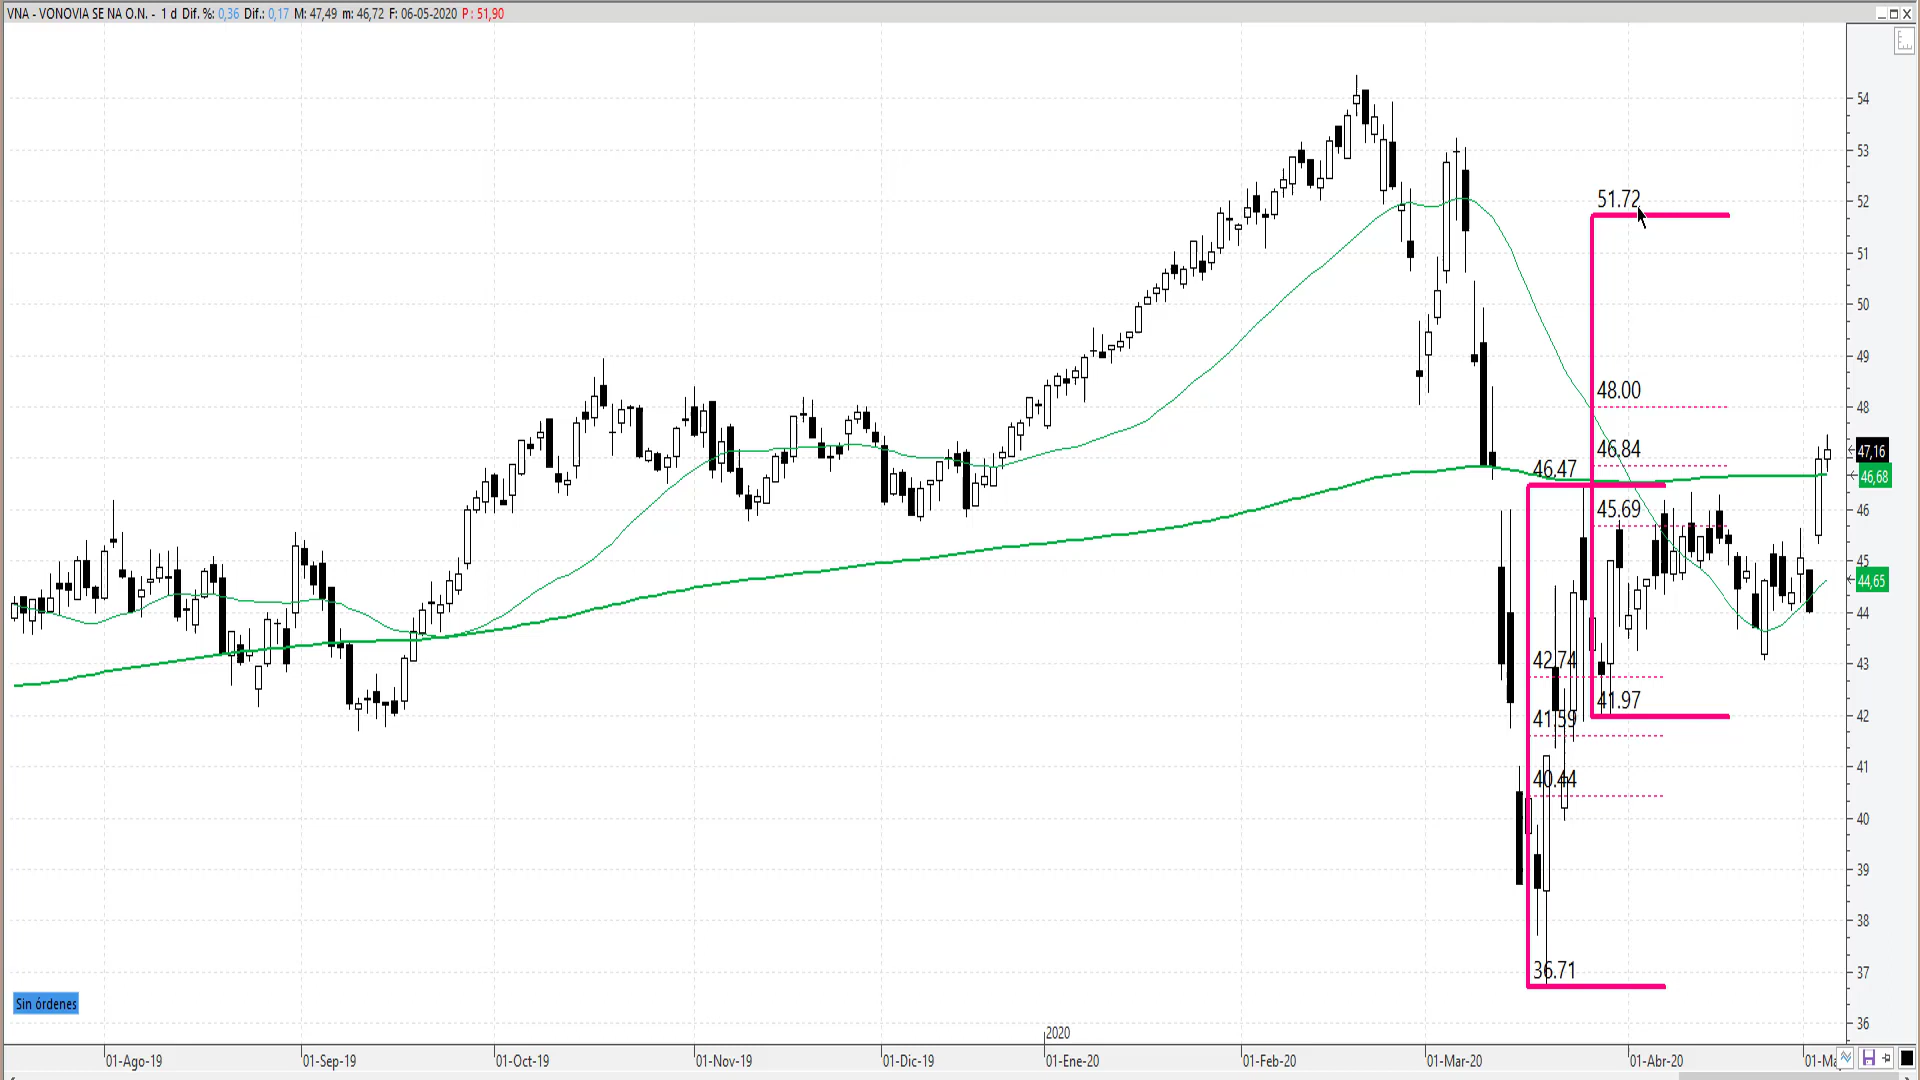 VNA - VONOVIA SE NA O.N. - 1 d Dif. %: 0,36 Dif.: 0,17 M: 47,49 m: 46,72 F: 06-05-2020 P : 51,90
54
53
51.72
52
51
50
49
48.00
48
46.84
47,16
46.47
46,68
45.69
46
45
44,65
44
42.74
43
41.97
42
41.59
41
40.44
40
39
38
36.71
37
Sin órdenes
2020
36
01-Ago-19
01-Sep-19
01-Oct-19
01-Nov-19
01-Dic-19
01-Ene-20
01-Feb-20
01-Mar-20
01-Abr-20